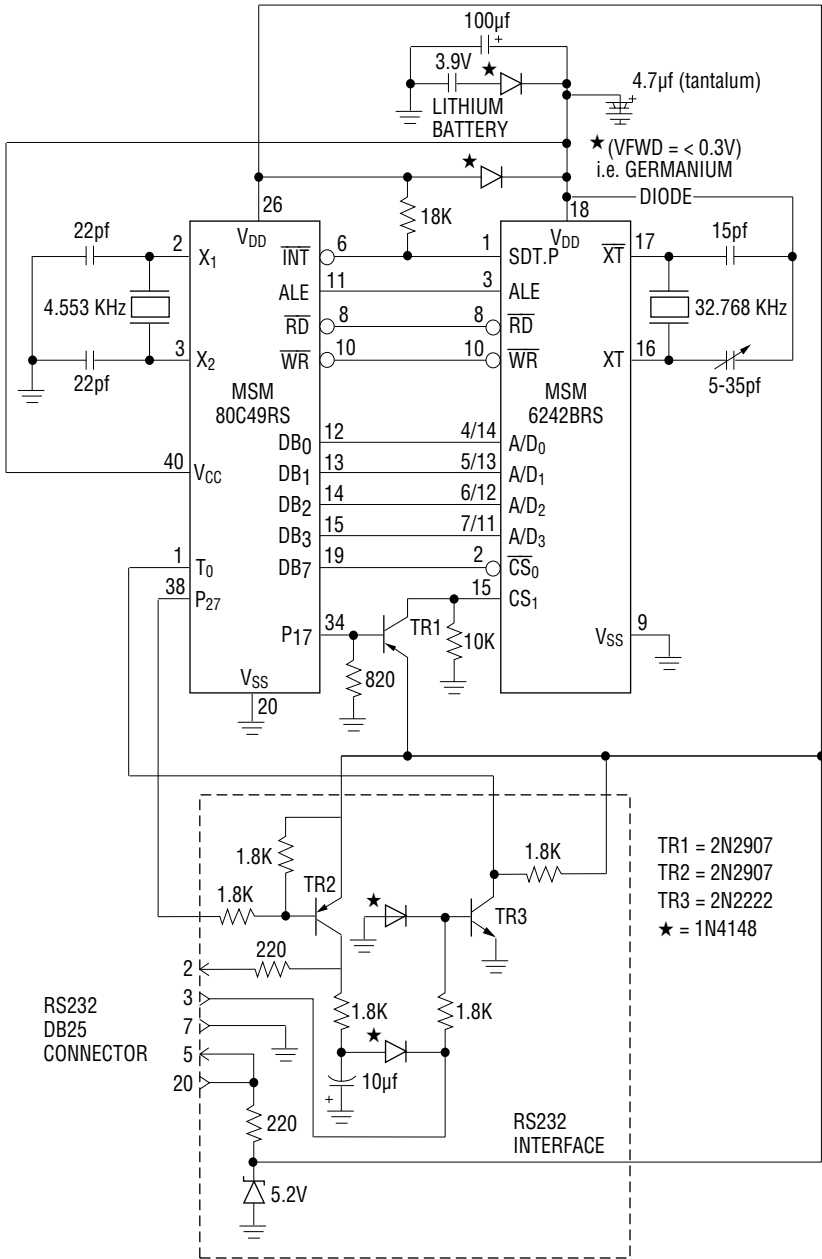 100µf
+
3.9V
★
LITHIUM
BATTERY
4.7µf (tantalum)
+
★ (VFWD = < 0.3V)
i.e. GERMANIUM
DIODE
★
18K
26
18
VDD
VDD
22pf
2
X1
INT
6
1
SDT.P
XT
17
15pf
ALE
11
3
ALE
4.553 KHz
RD
8
8
RD
32.768 KHz
3
X2
WR
10
10
WR
XT
16
22pf
5-35pf
MSM
80C49RS
MSM
6242BRS
DB0
12
4/14
A/D0
40
VCC
DB1
13
5/13
A/D1
DB2
14
6/12
A/D2
DB3
15
7/11
A/D3
1
T0
DB7
19
2
CS0
38
P27
15
CS1
P17
34
TR1
10K
VSS
9
820
VSS
20
1.8K
TR2
1.8K
★
TR3
1.8K
TR1 = 2N2907
TR2 = 2N2907
TR3 = 2N2222
★ = 1N4148
2
220
3
7
5
20
RS232
DB25
CONNECTOR
1.8K
★
1.8K
10µf
+
220
5.2V
RS232
INTERFACE